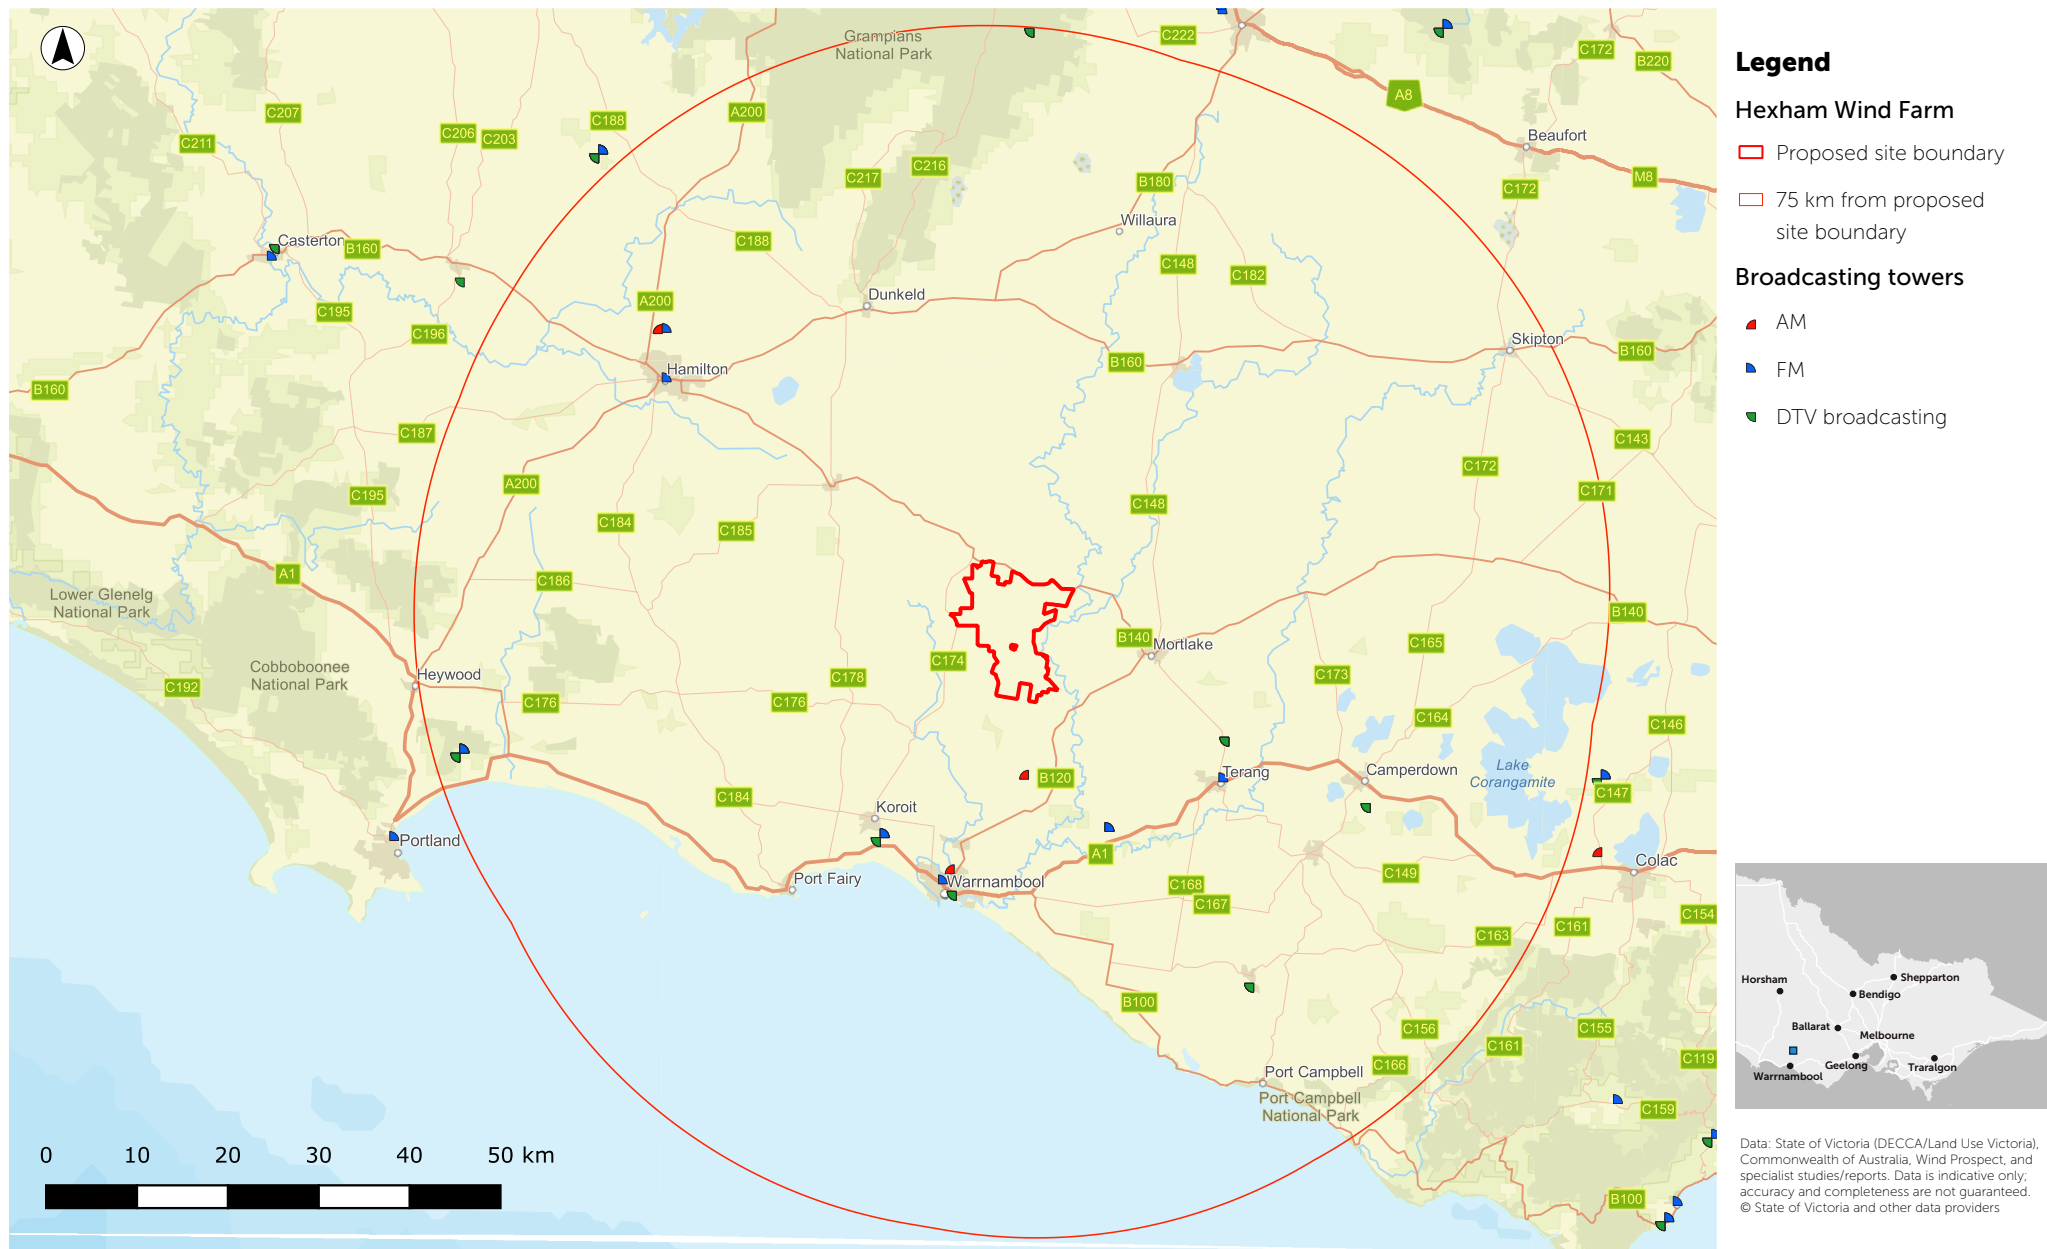 Grampians
National Park
C222
C172
B220
A8
C207
C206
C203
C188
A200
C211
Beaufort
C217
C216
B180
C172
M8
Willaura
Casterton
B160
C188
C148
C182
Dunkeld
A200
C195
C196
Skipton
B160
B160
Hamilton
B160
C187
C143
C172
A200
C195
C148
C171
C184
C185
A1
C186
Lower Glenelg
National Park
B140
B140
Mortlake
C165
C174
Cobboboonee
National Park
Heywood
C192
C178
C173
C176
C176
C164
C146
B120
Terang
Camperdown
Lake
Corangamite
C147
C184
Koroit
Portland
A1
Colac
Port Fairy
Warrnambool
C168
C149
C167
C154
C161
C163
B100
C156
C155
C161
C119
C166
Port Campbell
Port Campbell
National Park
C159
B100
0 10 20 30 40 50 km
Legend
Hexham Wind Farm
Proposed site boundary
75 km from proposed
site boundary
Broadcasting towers
AM
FM
DTV broadcasting
Horsham
Shepparton
Bendigo
Ballarat
Melbourne
Geelong
Traralgon
Warrnambool
Data: State of Victoria (DECCA/Land Use Victoria),
Commonwealth of Australia, Wind Prospect, and
specialist studies/reports. Data is indicative only;
accuracy and completeness are not guaranteed.
© State of Victoria and other data providers